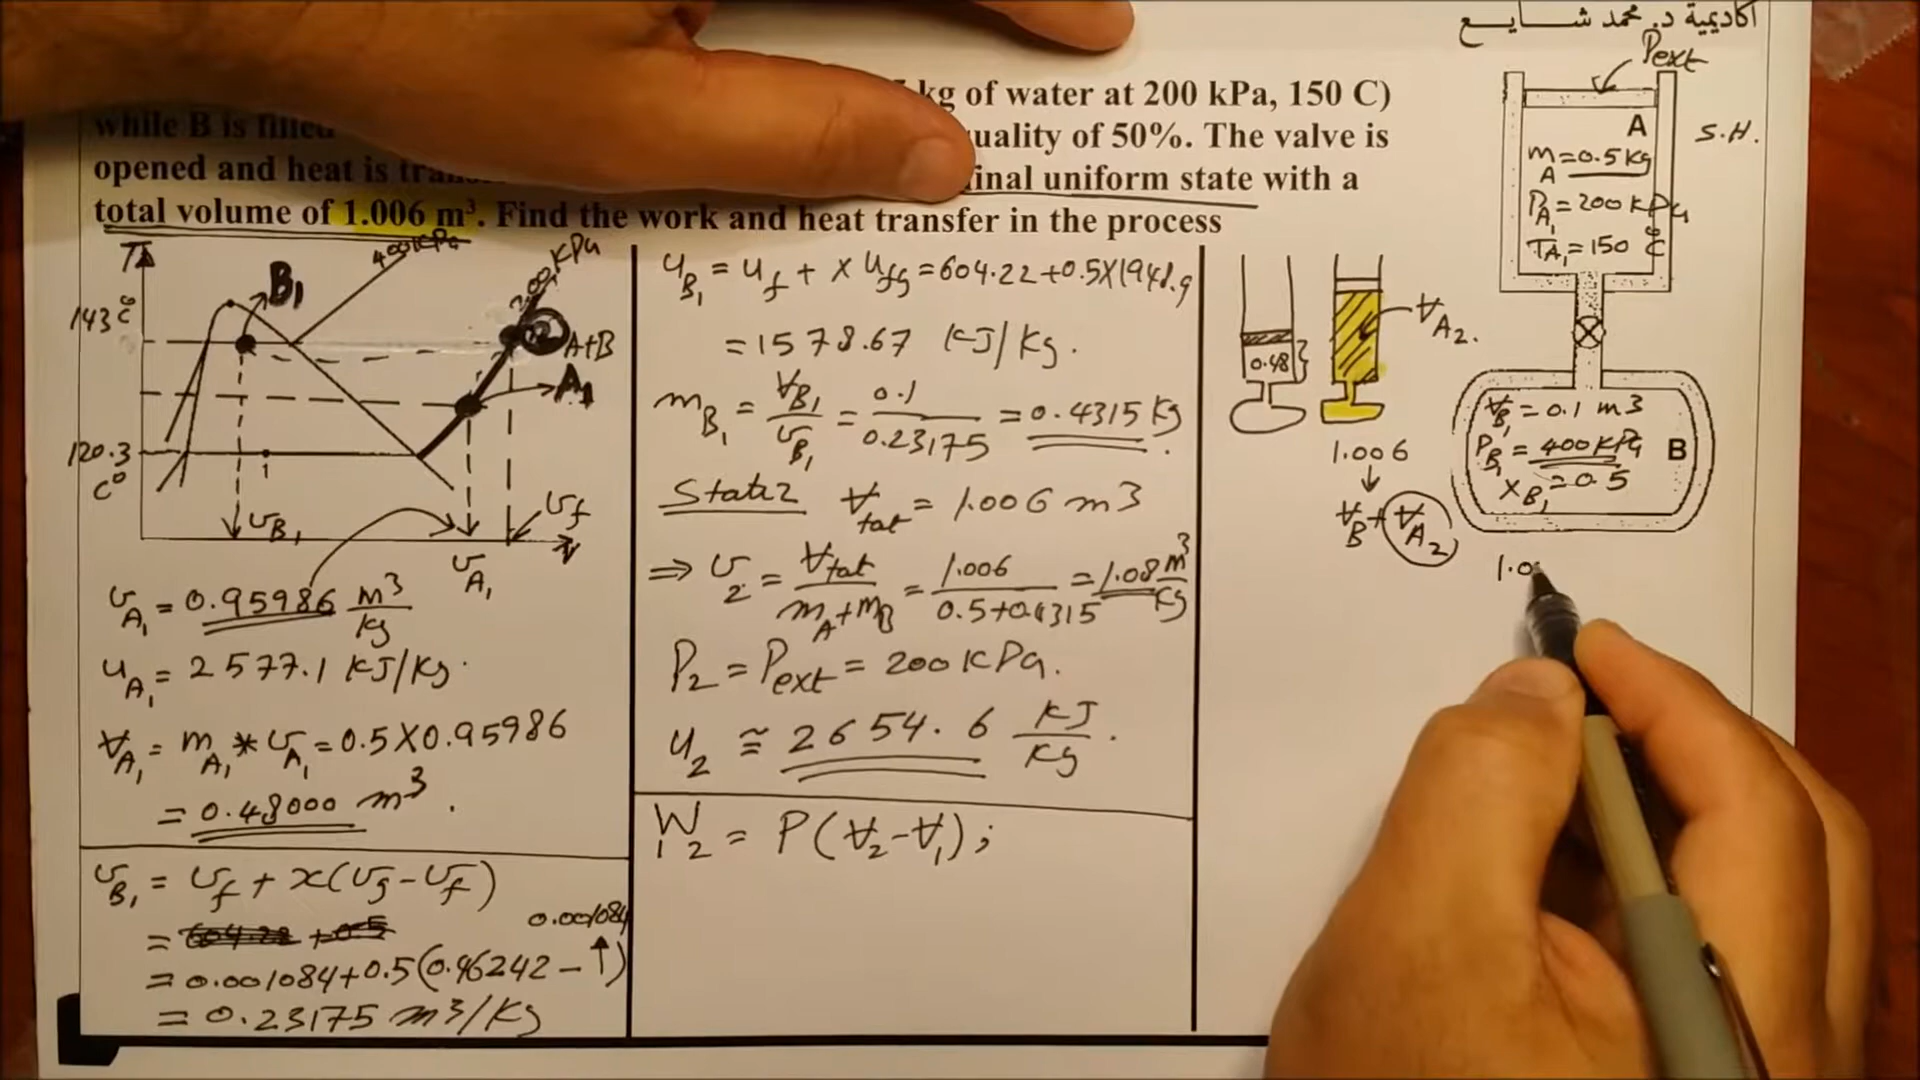 أكاديمية د. محمد شـــايـــع
kg of water at 200 kPa, 150 C)
while B is filled uality of 50%. The valve is
opened and heat is tra inal uniform state with a
total volume of 1.006 m³. Find the work and heat transfer in the process
Pext
A
S.H.
m_A = 0.5 kg
P_A₁ = 200 kPa
T_A₁ = 150 C°
V_B₁ = 0.1 m3
P_B₁ = 400 kPa
B
x_B₁ = 0.5
T
400 kPa
200 kPa
B₁
143 C°
A+B
A₁
120.3 C°
1
v_B₁
v_f
v_A₁
v
v_A₁ = 0.95986 m3/kg
u_A₁ = 2577.1 kJ/kg.
V_A₁ = m_A₁ * v_A₁ = 0.5 X 0.95986
= 0.48000 m3.
v_B₁ = v_f + x(v_g - v_f)
0.001084
= 0.001084 + 0.5(0.46242 - ↑)
= 0.23175 m3/kg
u_B₁ = u_f + x u_fg = 604.22 + 0.5 X 1948.9
= 1578.67 kJ/kg.
m_B₁ = V_B₁/v_B₁ = 0.1/0.23175 = 0.4315 kg
State 2 V_tot = 1.006 m3
⇒ v_2 = V_tot/(m_A + m_B) = 1.006/(0.5 + 0.4315) = 1.08 m3/kg
P_2 = P_ext = 200 kPa.
u_2 ≅ 2654.6 kJ/kg.
₁W₂ = P(V_2 - V_1);
0.48
V_A₂.
1.006
↓
V_B + V_A₂
1.0